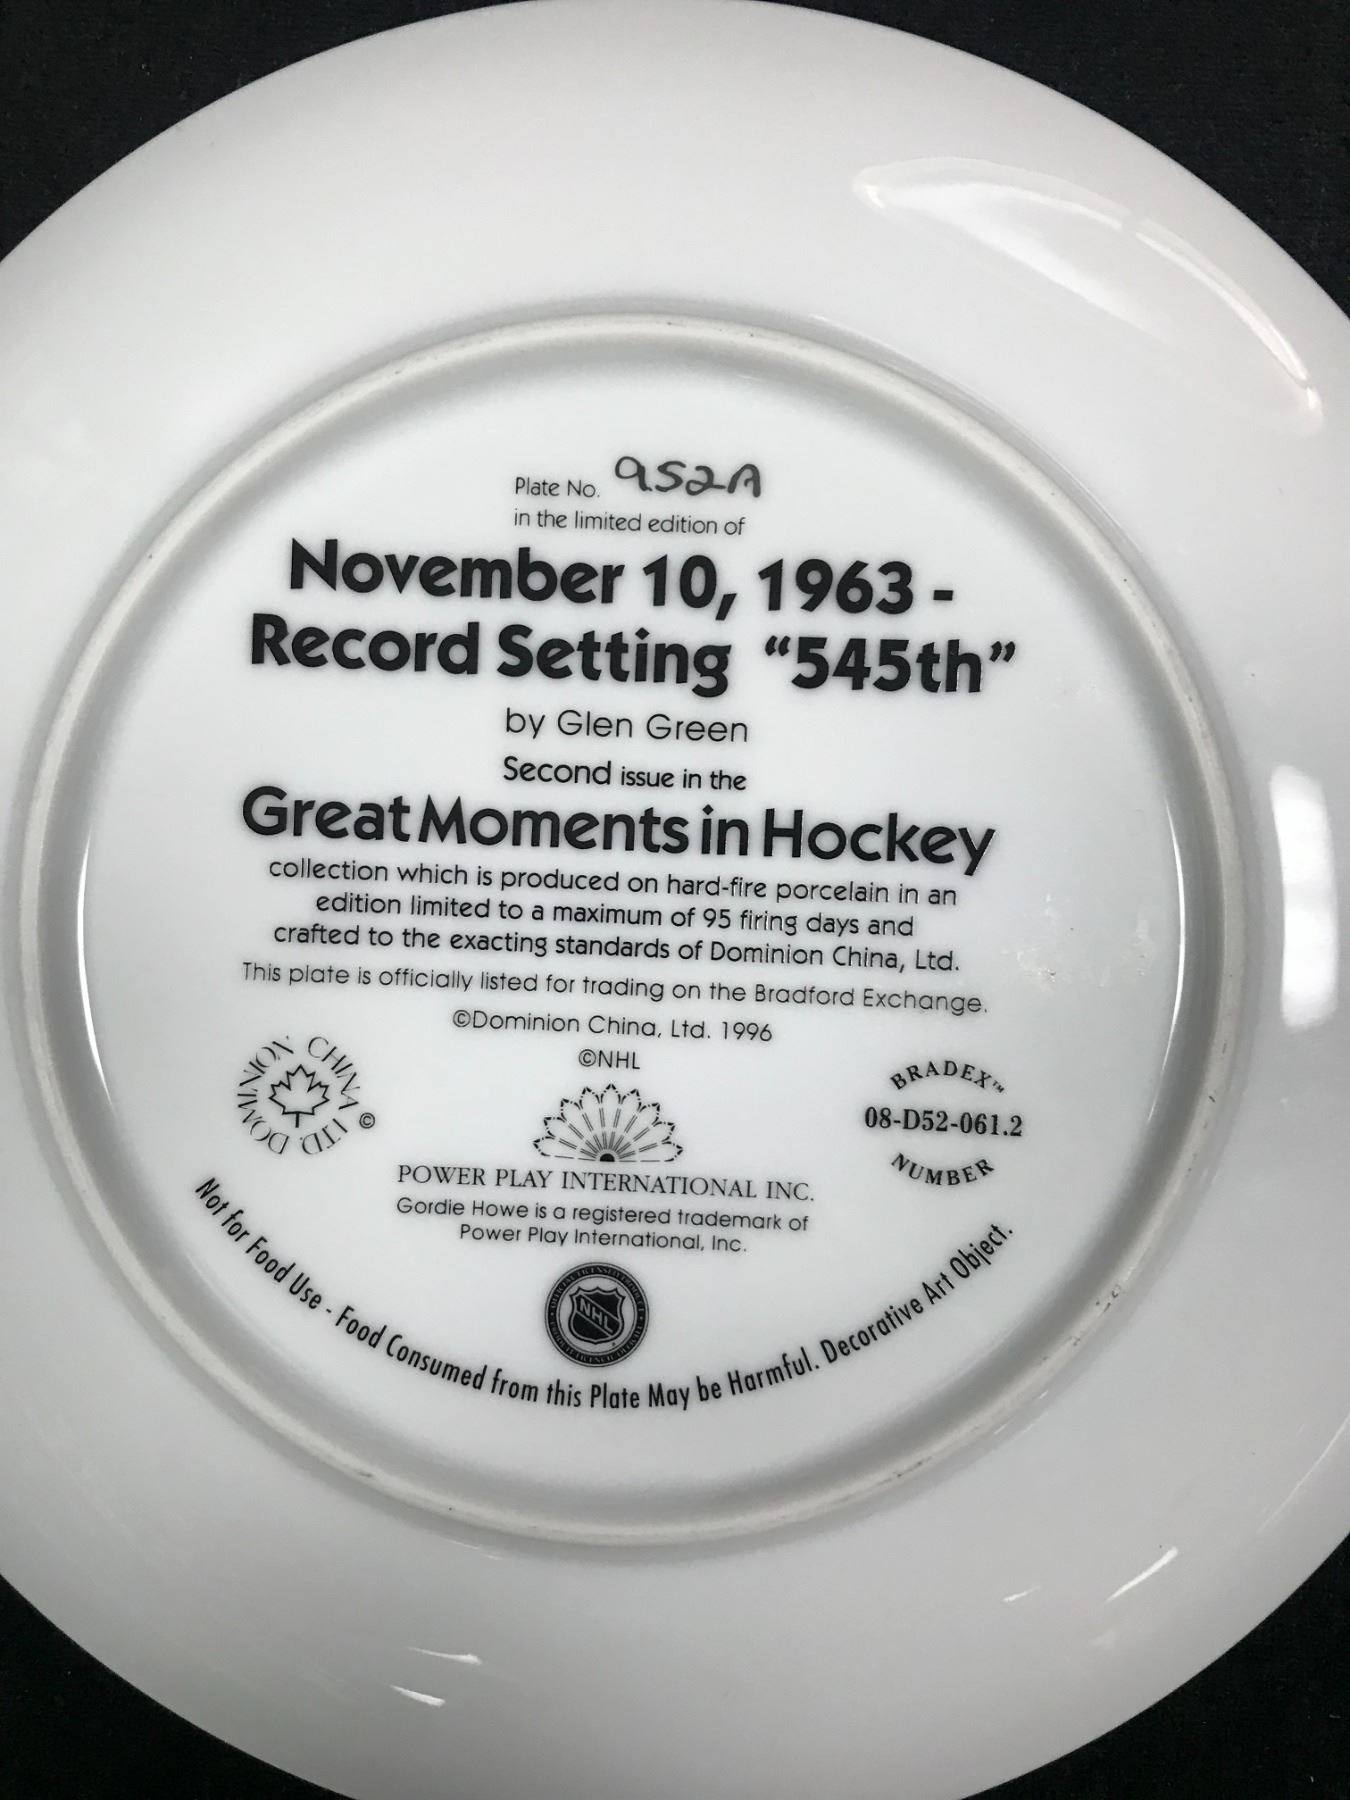 Plate No. 952A
in the limited edition of
November 10, 1963 -
Record Setting "545th"
by Glen Green
Second issue in the
Great Moments in Hockey
collection which is produced on hard-fire porcelain in an
edition limited to a maximum of 95 firing days and
crafted to the exacting standards of Dominion China, Ltd.
This plate is officially listed for trading on the Bradford Exchange.
©Dominion China, Ltd. 1996
©NHL
DOMINION CHINA LTD ©
BRADEX™
08-D52-061.2
NUMBER
POWER PLAY INTERNATIONAL INC.
Gordie Howe is a registered trademark of
Power Play International, Inc.
NHL
Not for Food Use - Food Consumed from this Plate May be Harmful. Decorative Art Object.